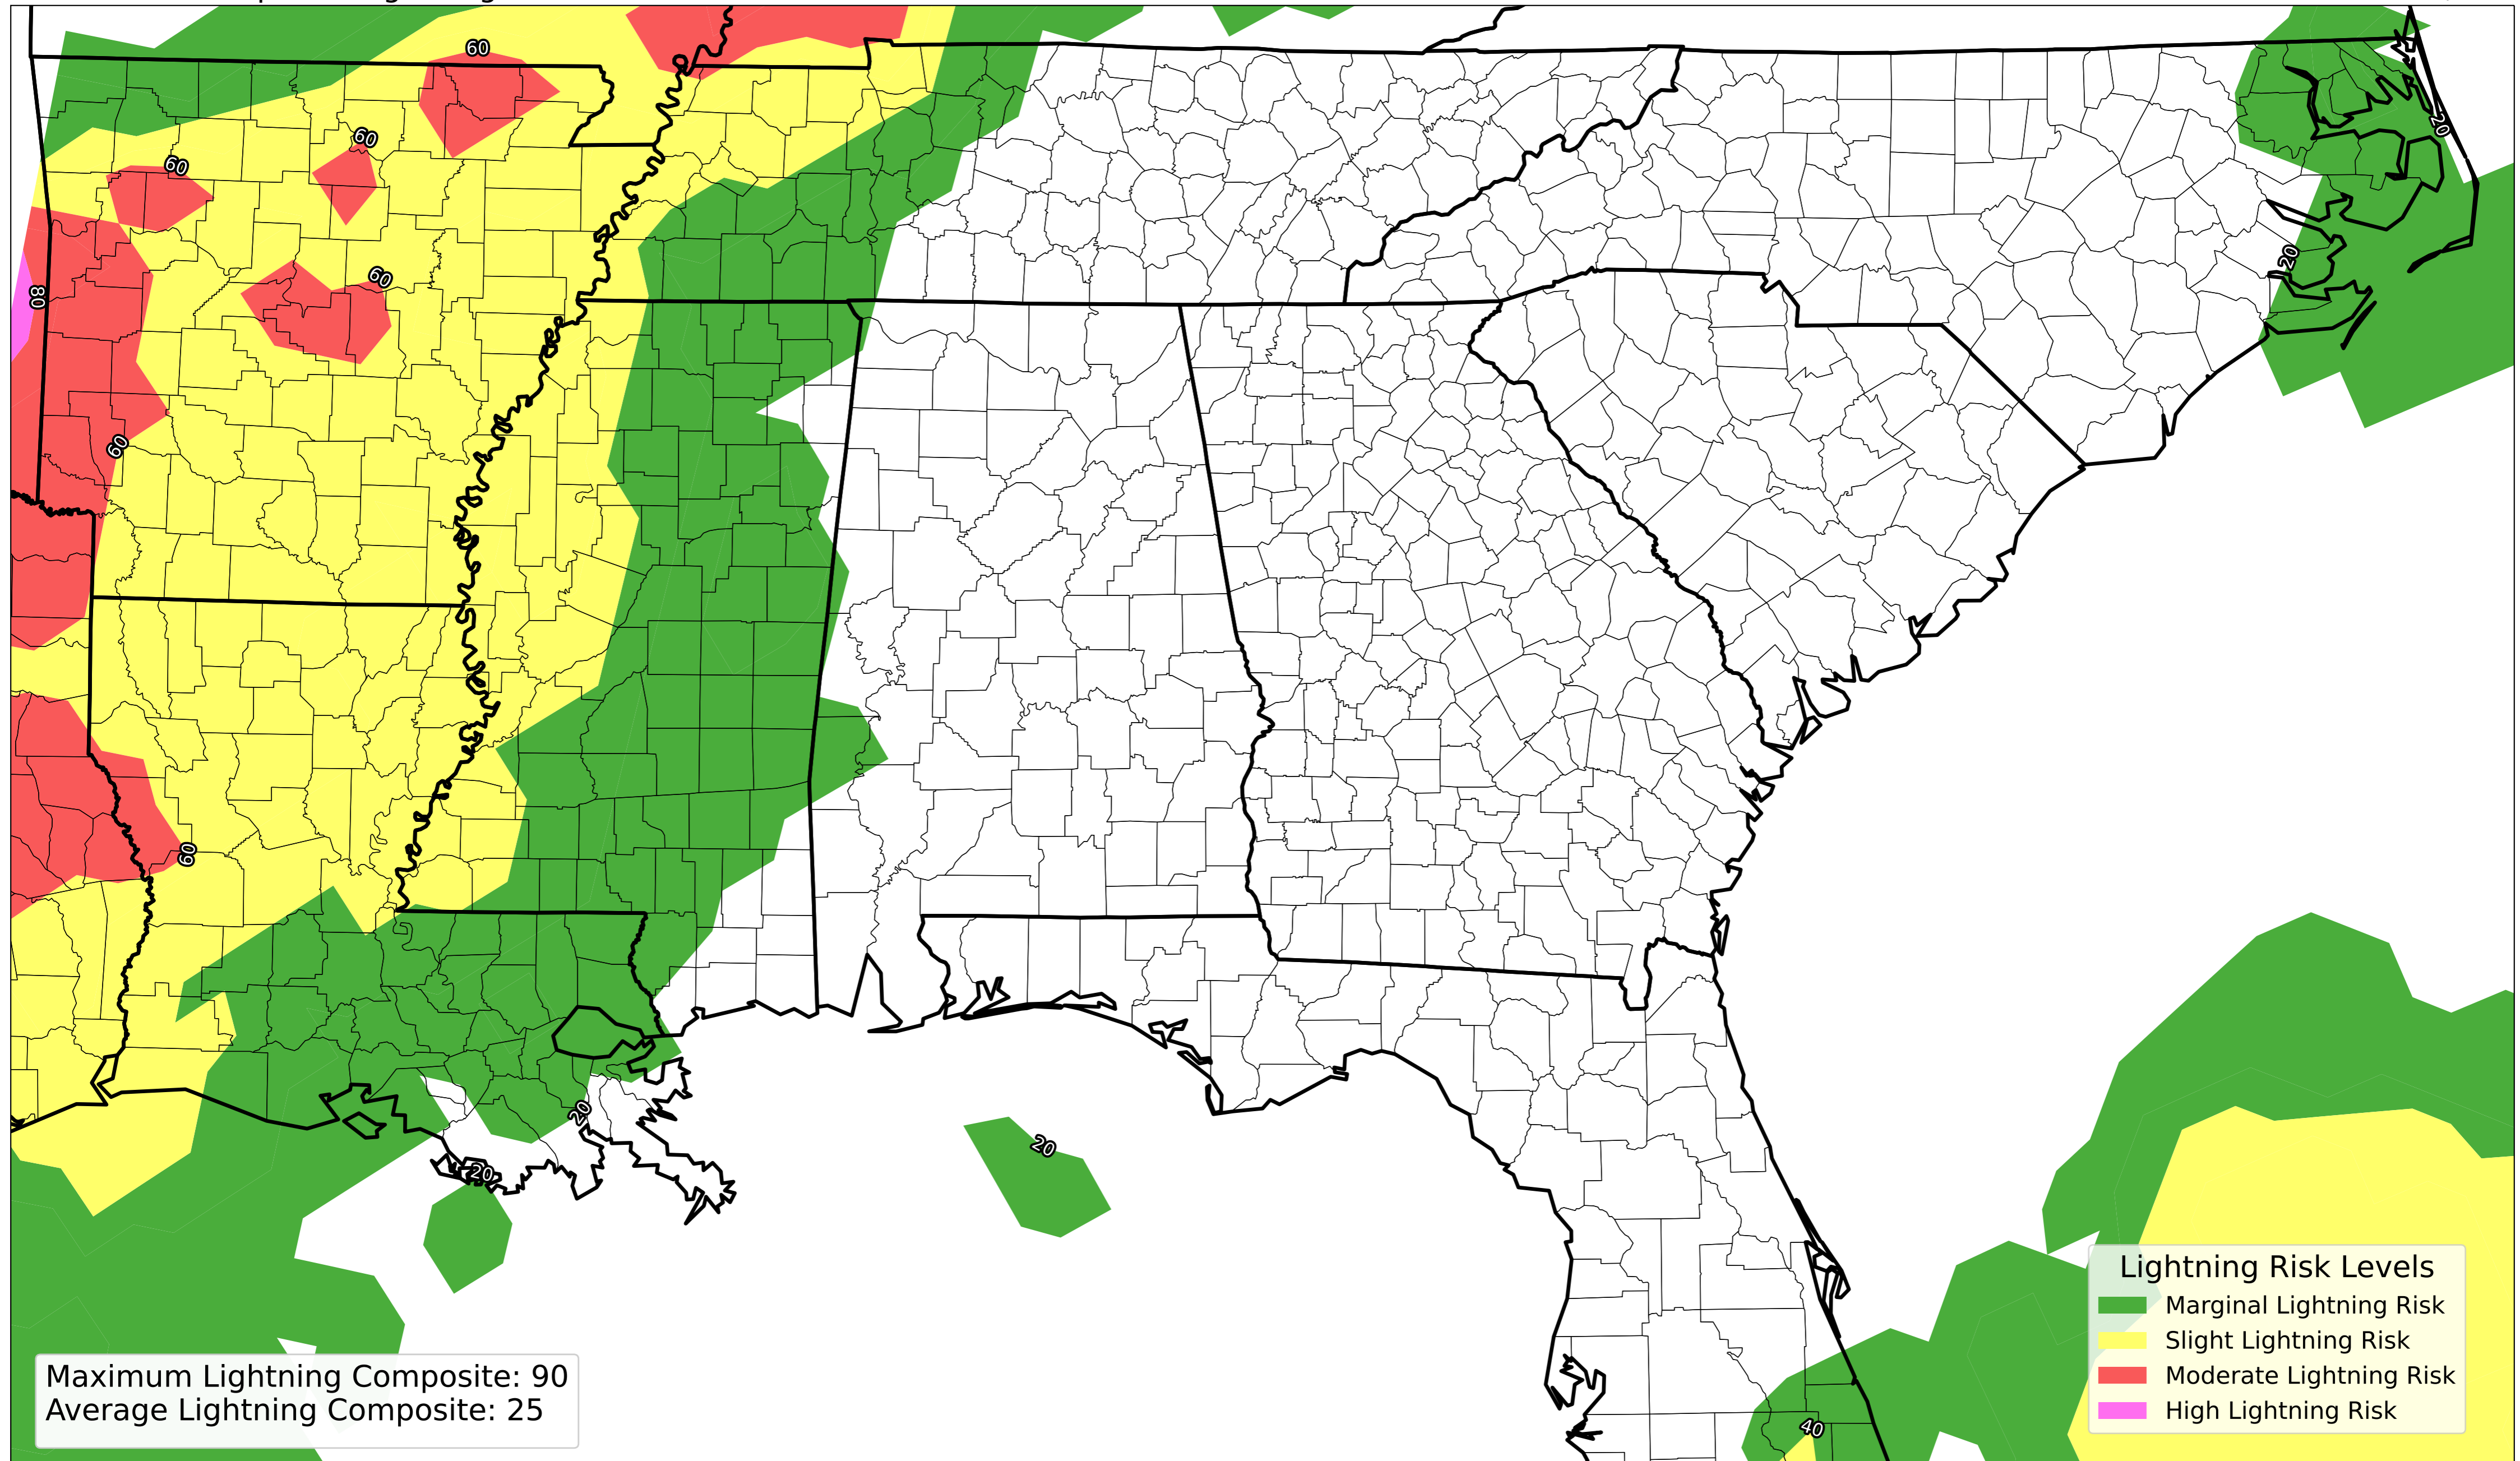 60
60
60
20
60
20
80
60
60
20
20
20
40
Lightning Risk Levels
Marginal Lightning Risk
Slight Lightning Risk
Moderate Lightning Risk
High Lightning Risk
Maximum Lightning Composite: 90
Average Lightning Composite: 25